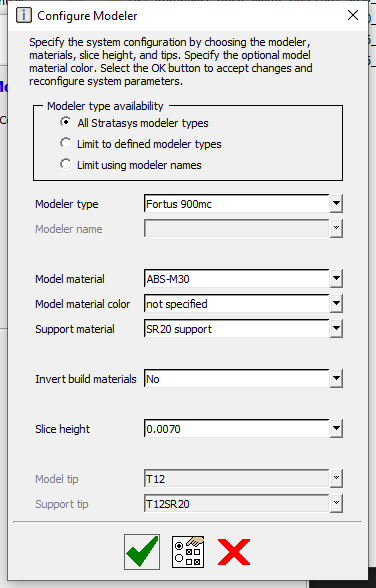 Configure Modeler
Specify the system configuration by choosing the modeler,
materials, slice height, and tips. Specify the optional model
material color. Select the OK button to accept changes and
reconfigure system parameters.
Modeler type availability
All Stratasys modeler types
Limit to defined modeler types
Limit using modeler names
Modeler type Fortus 900mc
Modeler name
Model material ABS-M30
Model material color not specified
Support material SR20 support
Invert build materials No
Slice height 0.0070
Model tip T12
Support tip T12SR20